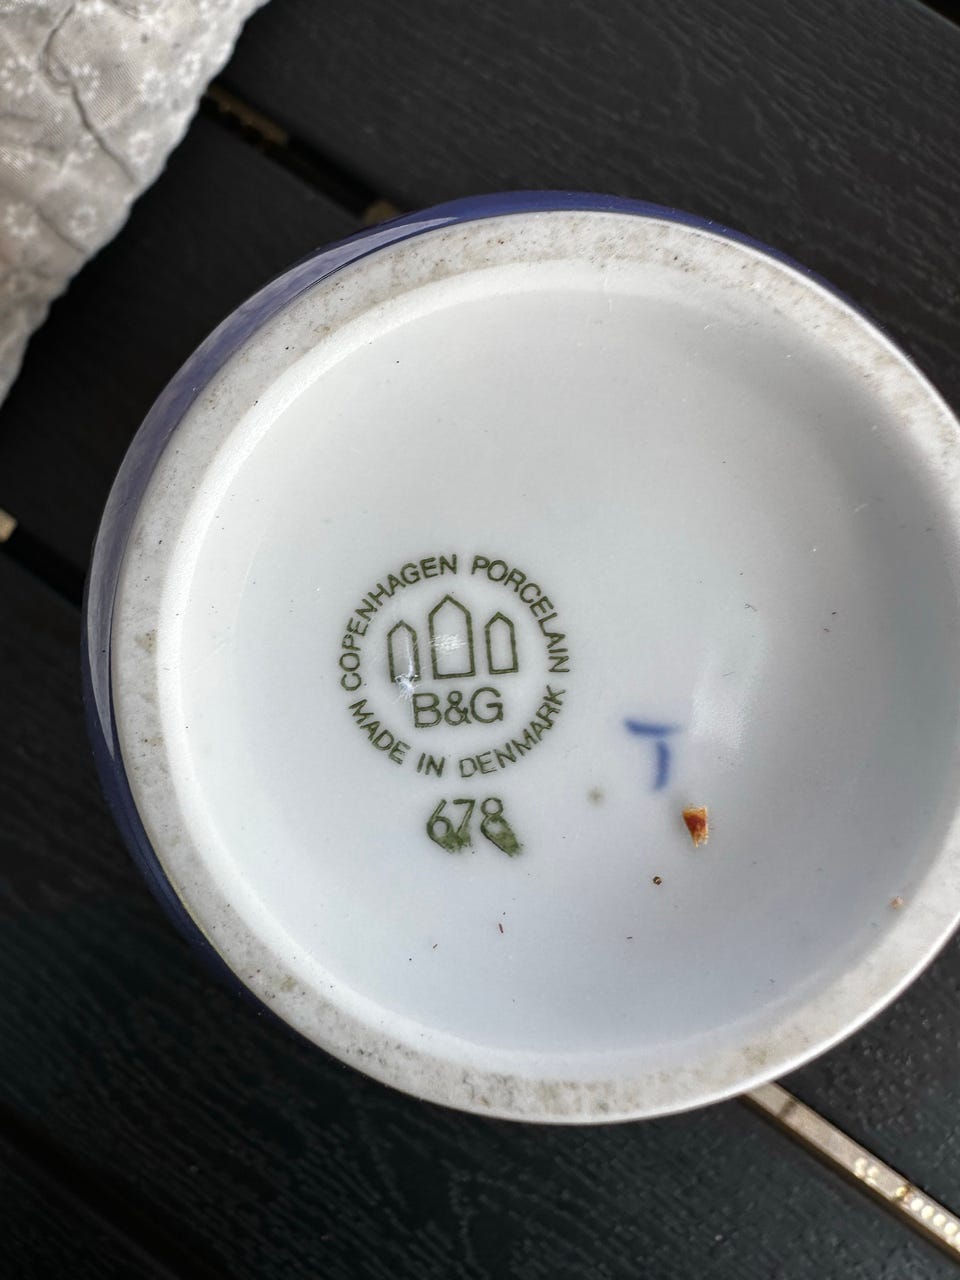 COPENHAGEN PORCELAIN
B&G
MADE IN DENMARK
678
T